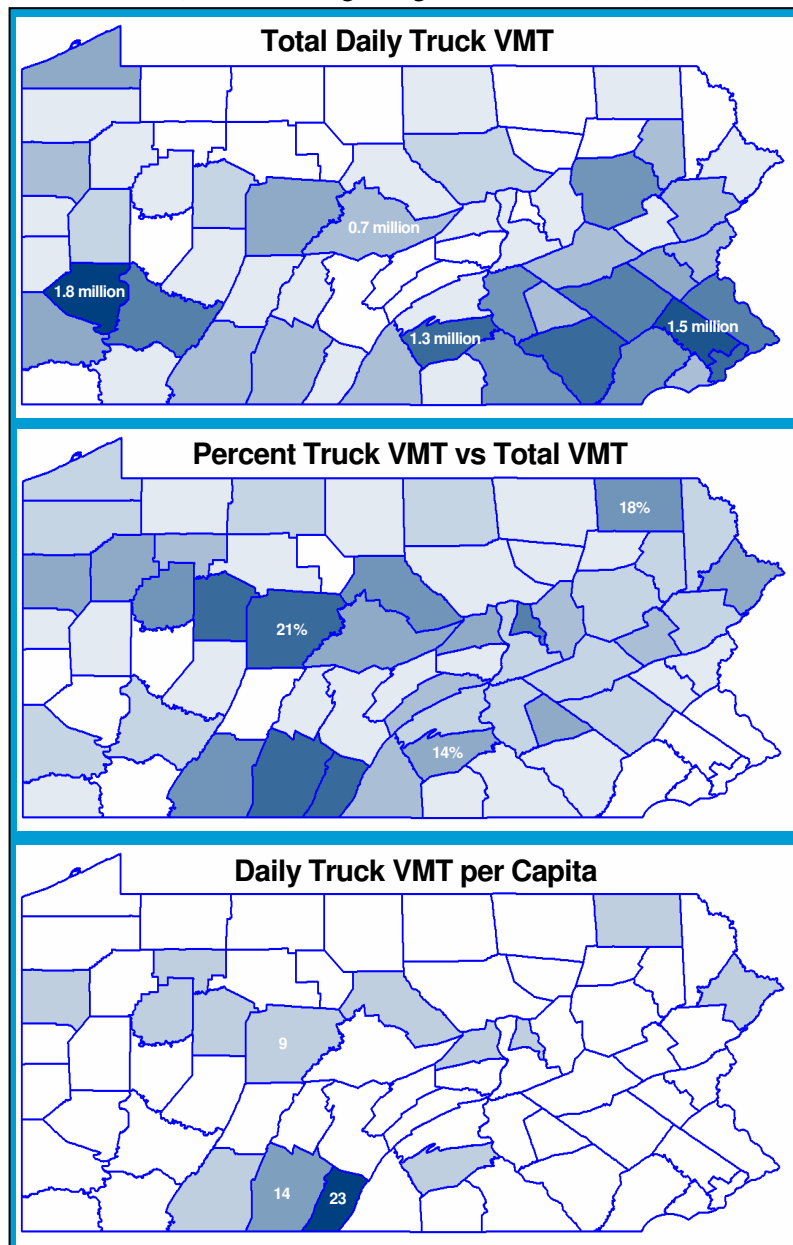 Total Daily Truck VMT
0.7 million
1.8 million
1.5 million
1.3 million
Percent Truck VMT vs Total VMT
18%
21%
14%
Daily Truck VMT per Capita
9
14
23